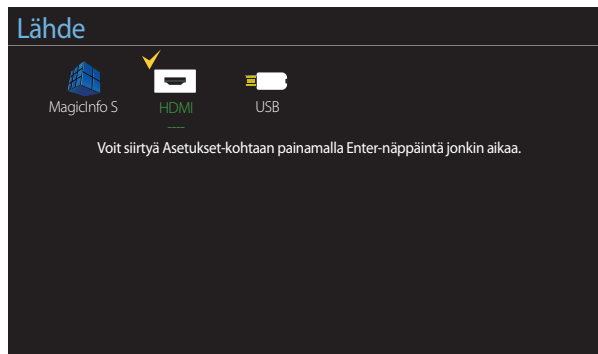 Lähde
MagicInfo S
HDMI
USB
----
Voit siirtyä Asetukset-kohtaan painamalla Enter-näppäintä jonkin aikaa.